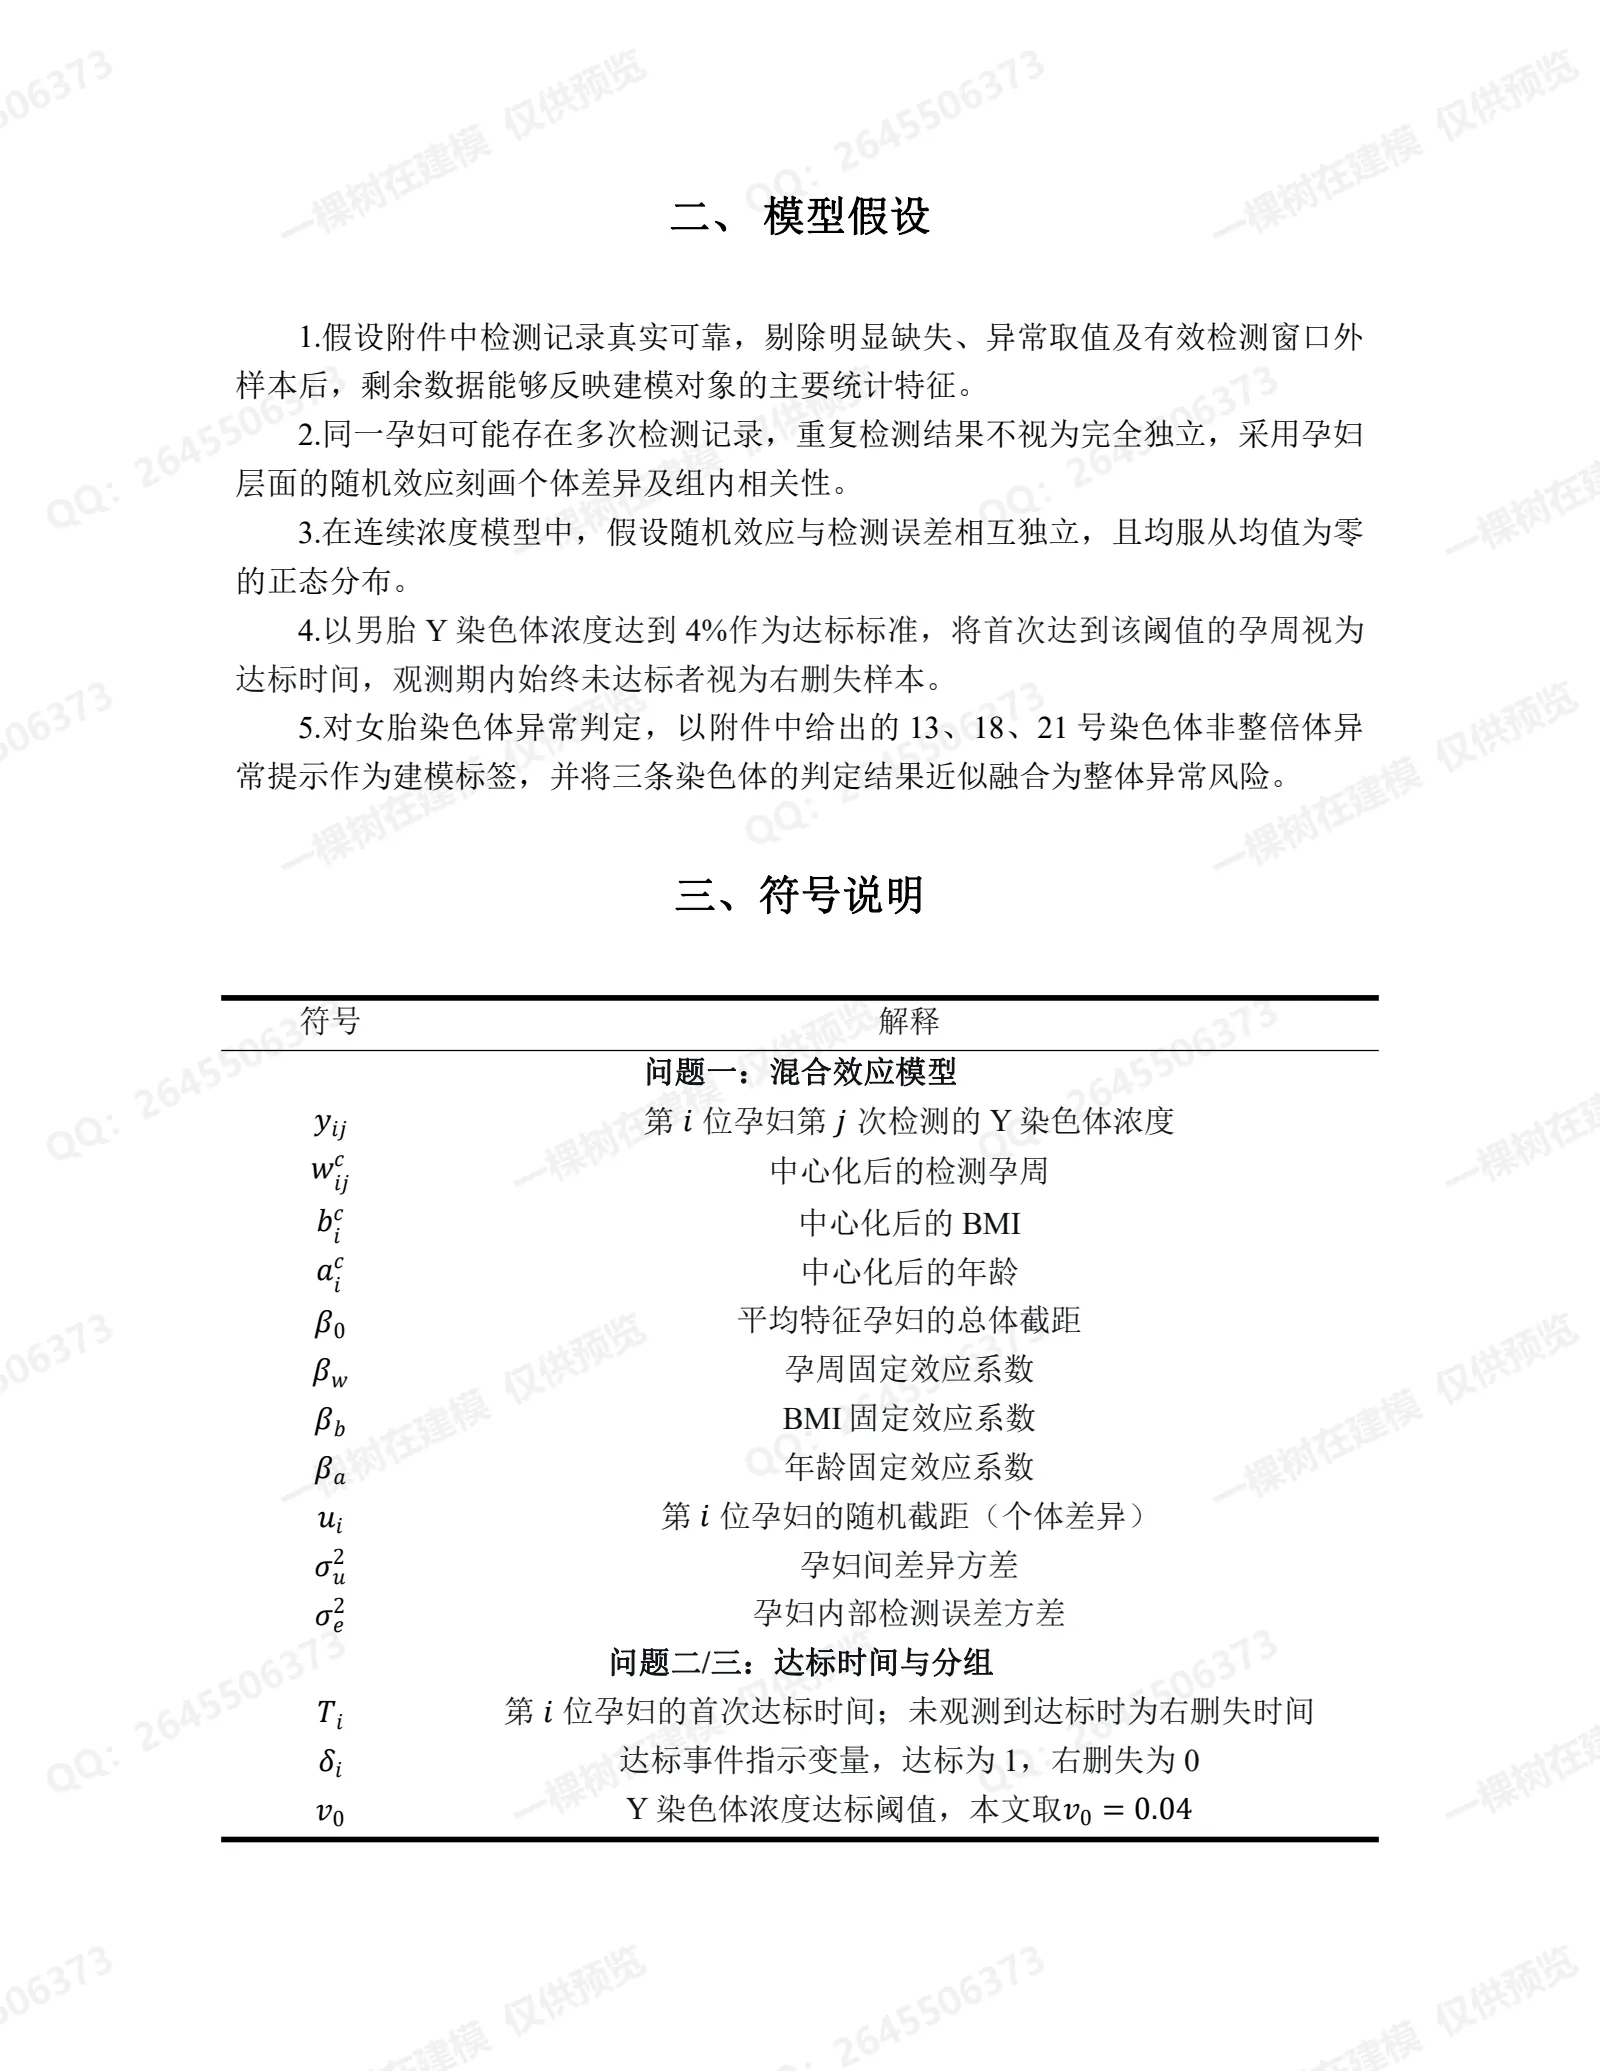 二、 模型假设
1.假设附件中检测记录真实可靠，剔除明显缺失、异常取值及有效检测窗口外
样本后，剩余数据能够反映建模对象的主要统计特征。
2.同一孕妇可能存在多次检测记录，重复检测结果不视为完全独立，采用孕妇
层面的随机效应刻画个体差异及组内相关性。
3.在连续浓度模型中，假设随机效应与检测误差相互独立，且均服从均值为零
的正态分布。
4.以男胎 Y 染色体浓度达到 4%作为达标标准，将首次达到该阈值的孕周视为
达标时间，观测期内始终未达标者视为右删失样本。
5.对女胎染色体异常判定，以附件中给出的 13、18、21 号染色体非整倍体异
常提示作为建模标签，并将三条染色体的判定结果近似融合为整体异常风险。
三、符号说明
符号 解释
问题一：混合效应模型
y_{ij} 第 i 位孕妇第 j 次检测的 Y 染色体浓度
w_{ij}^{c} 中心化后的检测孕周
b_{i}^{c} 中心化后的 BMI
a_{i}^{c} 中心化后的年龄
β_0 平均特征孕妇的总体截距
β_w 孕周固定效应系数
β_b BMI 固定效应系数
β_a 年龄固定效应系数
u_i 第 i 位孕妇的随机截距（个体差异）
σ_u^2 孕妇间差异方差
σ_e^2 孕妇内部检测误差方差
问题二/三：达标时间与分组
T_i 第 i 位孕妇的首次达标时间；未观测到达标时为右删失时间
δ_i 达标事件指示变量，达标为 1，右删失为 0
v_0 Y 染色体浓度达标阈值，本文取v_0 = 0.04
一棵树在建模 仅供预览
QQ：2645506373